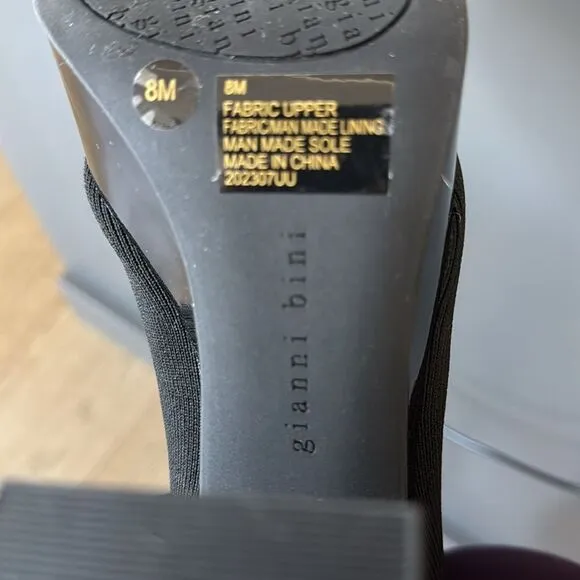 8M
8M
FABRIC UPPER
FABRICMAN MADE LINING
MAN MADE SOLE
MADE IN CHINA
202307UU
gianni bini